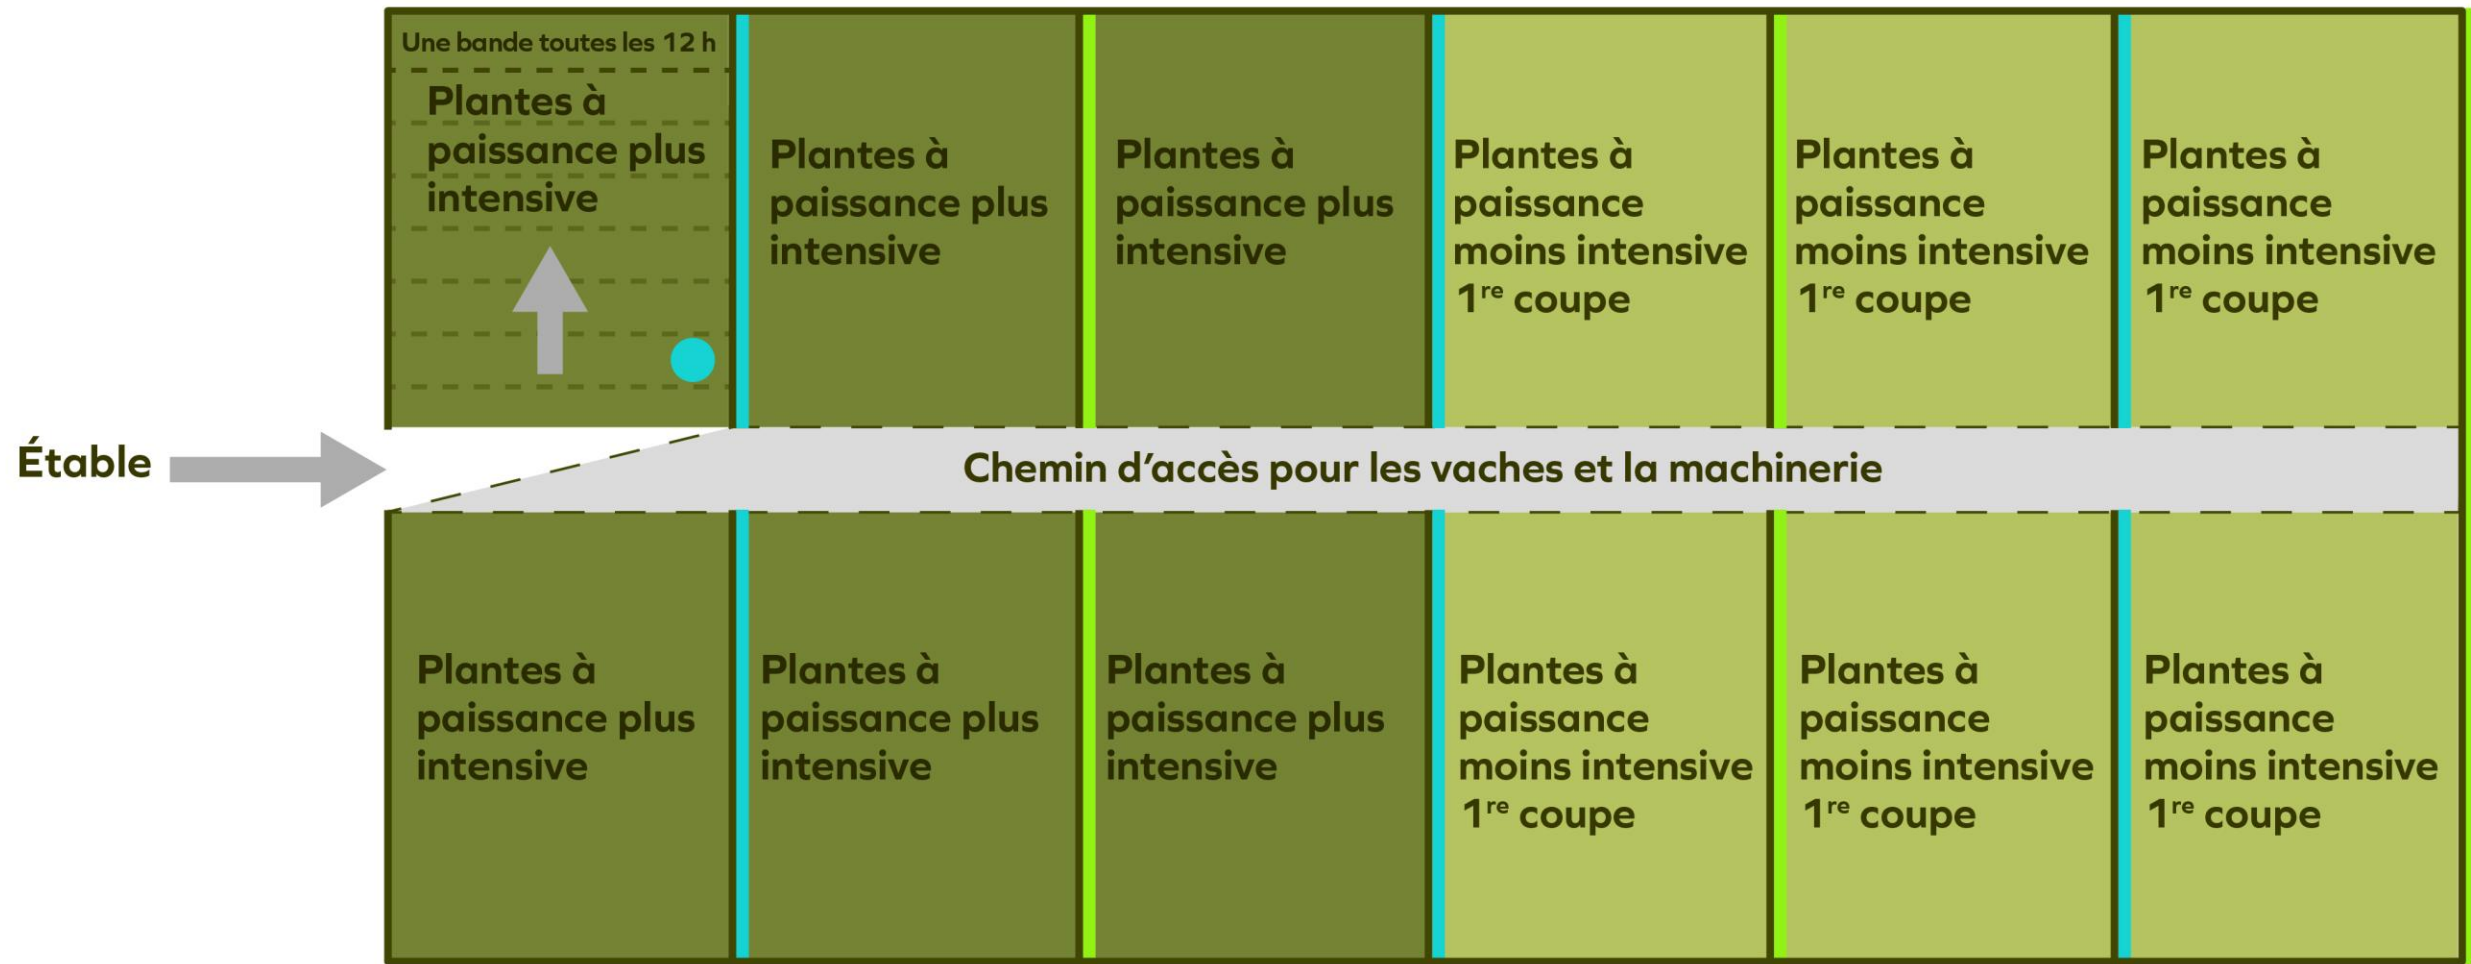 Une bande toutes les 12 h
Plantes à
paissance plus
intensive
Plantes à
paissance plus
intensive
Plantes à
paissance plus
intensive
Plantes à
paissance
moins intensive
1re coupe
Plantes à
paissance
moins intensive
1re coupe
Plantes à
paissance
moins intensive
1re coupe
Étable
Chemin d’accès pour les vaches et la machinerie
Plantes à
paissance plus
intensive
Plantes à
paissance plus
intensive
Plantes à
paissance plus
intensive
Plantes à
paissance
moins intensive
1re coupe
Plantes à
paissance
moins intensive
1re coupe
Plantes à
paissance
moins intensive
1re coupe